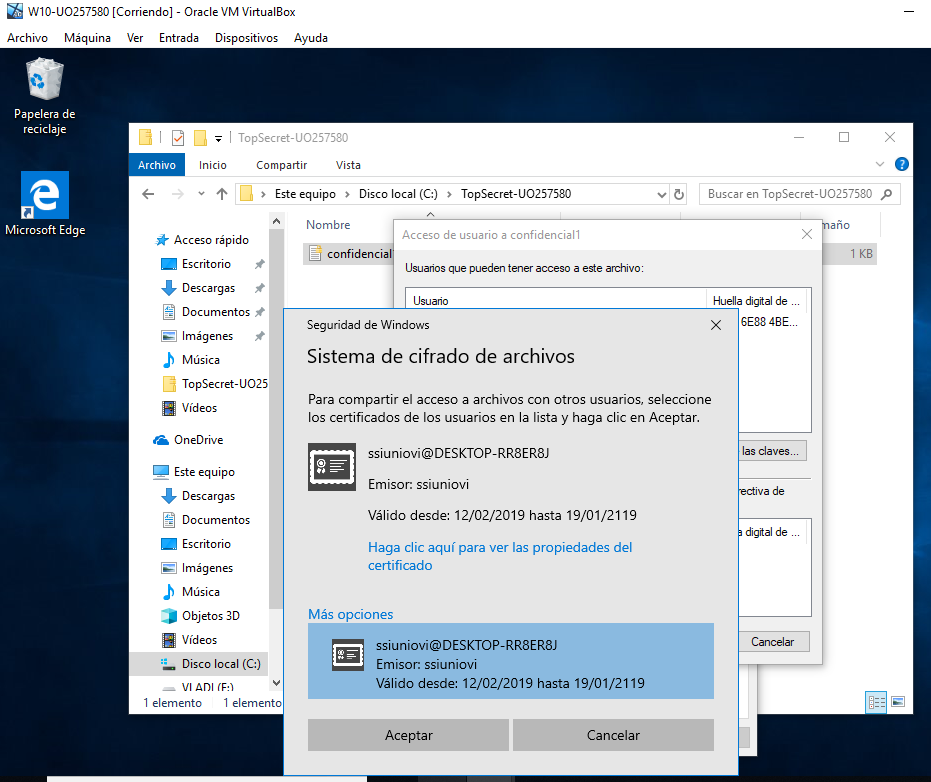 W10-UO257580 [Corriendo] - Oracle VM VirtualBox
Archivo Máquina Ver Entrada Dispositivos Ayuda
Papelera de
reciclaje
Microsoft Edge
TopSecret-UO257580
Archivo Inicio Compartir Vista
Este equipo Disco local (C:) TopSecret-UO257580
Buscar en TopSecret-UO257580
Nombre
maño
confidencial
1 KB
Acceso rápido
Escritorio
Descargas
Documentos
Imágenes
Música
TopSecret-UO25
Vídeos
OneDrive
Este equipo
Descargas
Documentos
Escritorio
Imágenes
Música
Objetos 3D
Vídeos
Disco local (C:)
VLADI (F:)
1 elemento 1 elemento
Acceso de usuario a confidencial1
Usuarios que pueden tener acceso a este archivo:
Usuario Huella digital de ...
6E88 4BE...
las claves...
rectiva de
a digital de ...
Cancelar
Seguridad de Windows
Sistema de cifrado de archivos
Para compartir el acceso a archivos con otros usuarios, seleccione
los certificados de los usuarios en la lista y haga clic en Aceptar.
ssiuniovi@DESKTOP-RR8ER8J
Emisor: ssiuniovi
Válido desde: 12/02/2019 hasta 19/01/2119
Haga clic aquí para ver las propiedades del
certificado
Más opciones
ssiuniovi@DESKTOP-RR8ER8J
Emisor: ssiuniovi
Válido desde: 12/02/2019 hasta 19/01/2119
Aceptar Cancelar